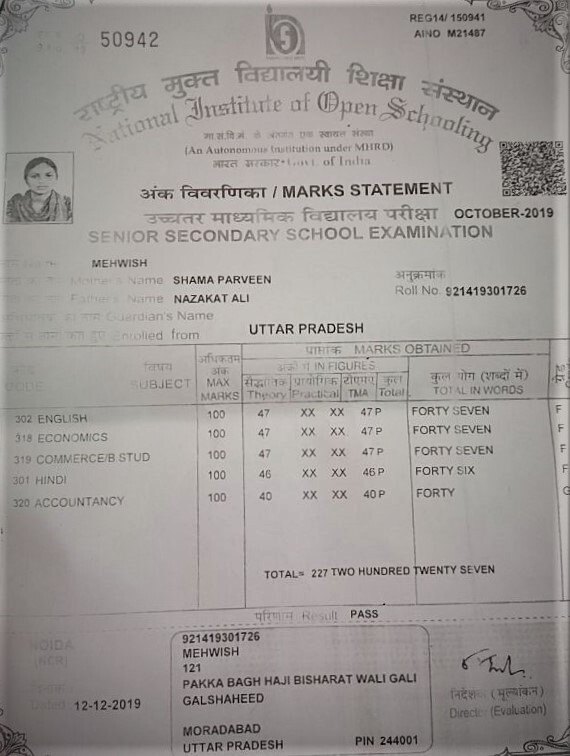 REG14/ 150941
50942
AINO M21487
राष्ट्रीय मुक्त विद्यालयी शिक्षा संस्थान
National Institute of Open Schooling
(An Autonomous Institution under MHRD)
भारत सरकार • Govt. of India
अंक विवरणिका / MARKS STATEMENT
उच्चतर माध्यमिक विद्यालय परीक्षा OCTOBER-2019
SENIOR SECONDARY SCHOOL EXAMINATION
MEHWISH
Mother's Name SHAMA PARVEEN
अनुक्रमांक
Father's Name NAZAKAT ALI
Roll No. 921419301726
Guardian's Name
Enrolled from UTTAR PRADESH
प्राप्तांक MARKS OBTAINED
विषय अधिकतम अंक IN FIGURES कुल योग (शब्दों में)
CODE SUBJECT MAX MARKS Theory Practical TMA Total TOTAL IN WORDS
302 ENGLISH 100 47 XX XX 47 P FORTY SEVEN F
318 ECONOMICS 100 47 XX XX 47 P FORTY SEVEN F
319 COMMERCE/B STUD 100 47 XX XX 47 P FORTY SEVEN F
301 HINDI 100 46 XX XX 46 P FORTY SIX F
320 ACCOUNTANCY 100 40 XX XX 40 P FORTY G
TOTAL= 227 TWO HUNDRED TWENTY SEVEN
परिणाम Result PASS
NOIDA
(NCR)
Dated 12-12-2019
921419301726
MEHWISH
121
PAKKA BAGH HAJI BISHARAT WALI GALI
GALSHAHEED
MORADABAD
UTTAR PRADESH PIN 244001
निदेशक (मूल्यांकन)
Director (Evaluation)